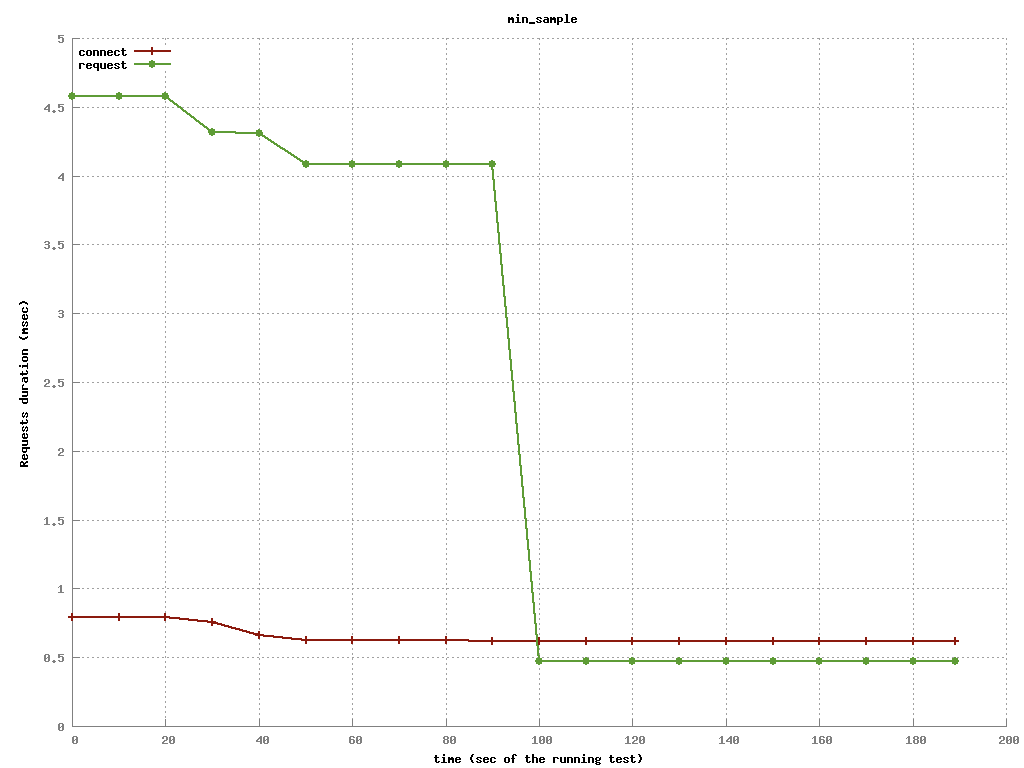 min_sample
5
connect
request
4.5
4
3.5
3
2.5
2
1.5
1
0.5
0
Requests duration (msec)
0 20 40 60 80 100 120 140 160 180 200
time (sec of the running test)